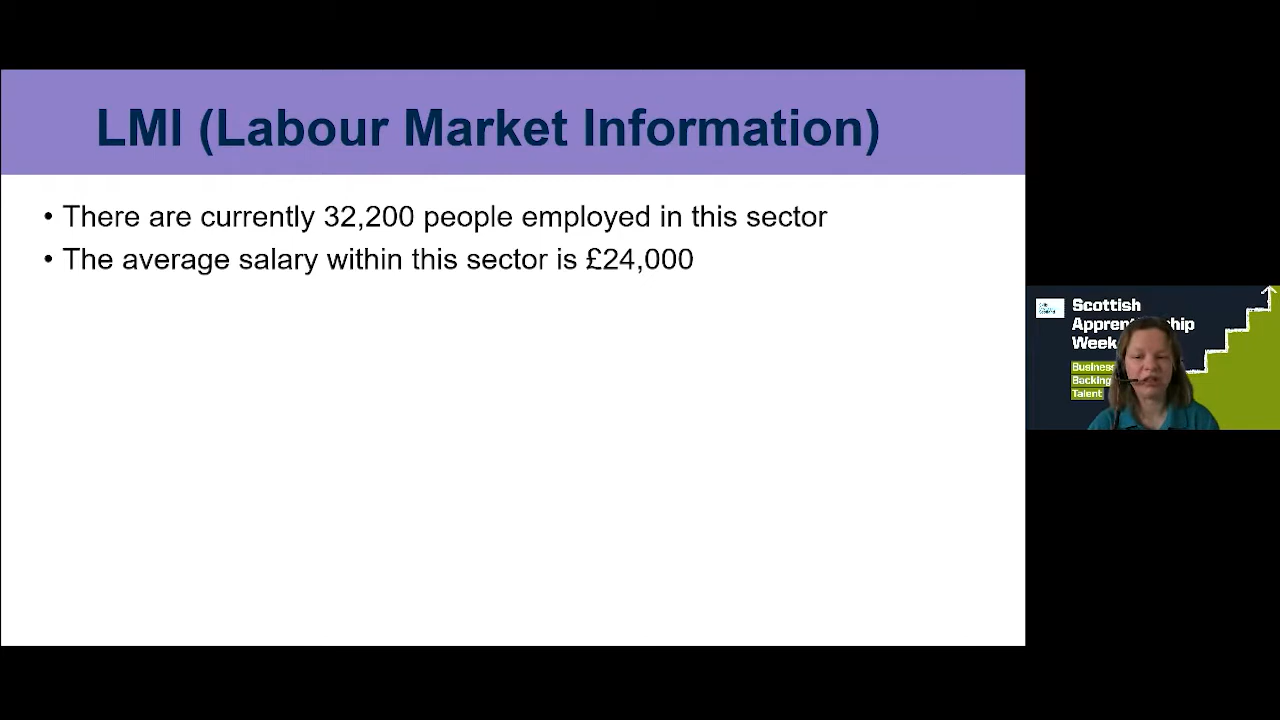 LMI (Labour Market Information)
• There are currently 32,200 people employed in this sector
• The average salary within this sector is £24,000
Scottish
Week
Backing
Talent